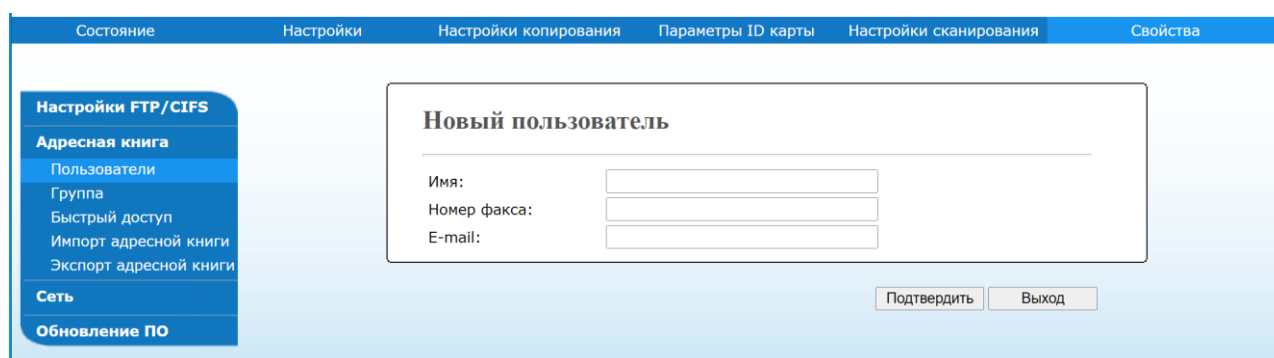 Состояние Настройки Настройки копирования Параметры ID карты Настройки сканирования Свойства
Настройки FTP/CIFS
Адресная книга
Пользователи
Группа
Быстрый доступ
Импорт адресной книги
Экспорт адресной книги
Сеть
Обновление ПО
Новый пользователь
Имя:
Номер факса:
E-mail:
Подтвердить Выход